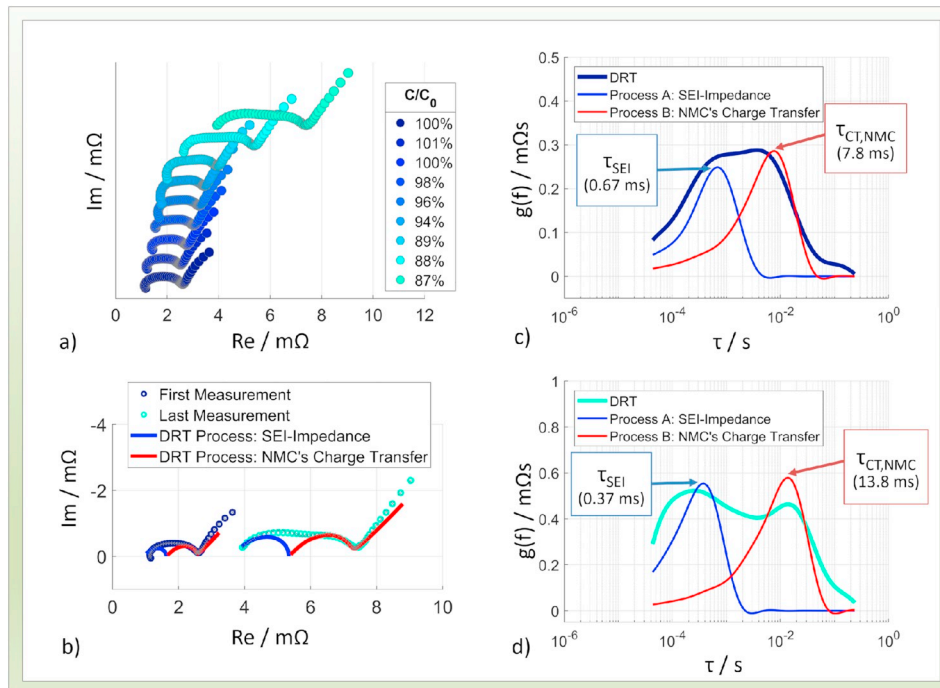 Im / mΩ
C/C₀
100%
101%
100%
98%
96%
94%
89%
88%
87%
0 2 4 6 8 10 12
a)
Re / mΩ
g(f) / mΩs
0.5
0.4
0.3
0.2
0.1
0
DRT
Process A: SEI-Impedance
Process B: NMC's Charge Transfer
τSEI
(0.67 ms)
τCT,NMC
(7.8 ms)
10⁻⁶ 10⁻⁴ 10⁻² 10⁰
c)
τ / s
Im / mΩ
-4
-2
0
First Measurement
Last Measurement
DRT Process: SEI-Impedance
DRT Process: NMC's Charge Transfer
0 2 4 6 8 10
b)
Re / mΩ
g(f) / mΩs
1
0.8
0.6
0.4
0.2
0
DRT
Process A: SEI-Impedance
Process B: NMC's Charge Transfer
τSEI
(0.37 ms)
τCT,NMC
(13.8 ms)
10⁻⁶ 10⁻⁴ 10⁻² 10⁰
d)
τ / s